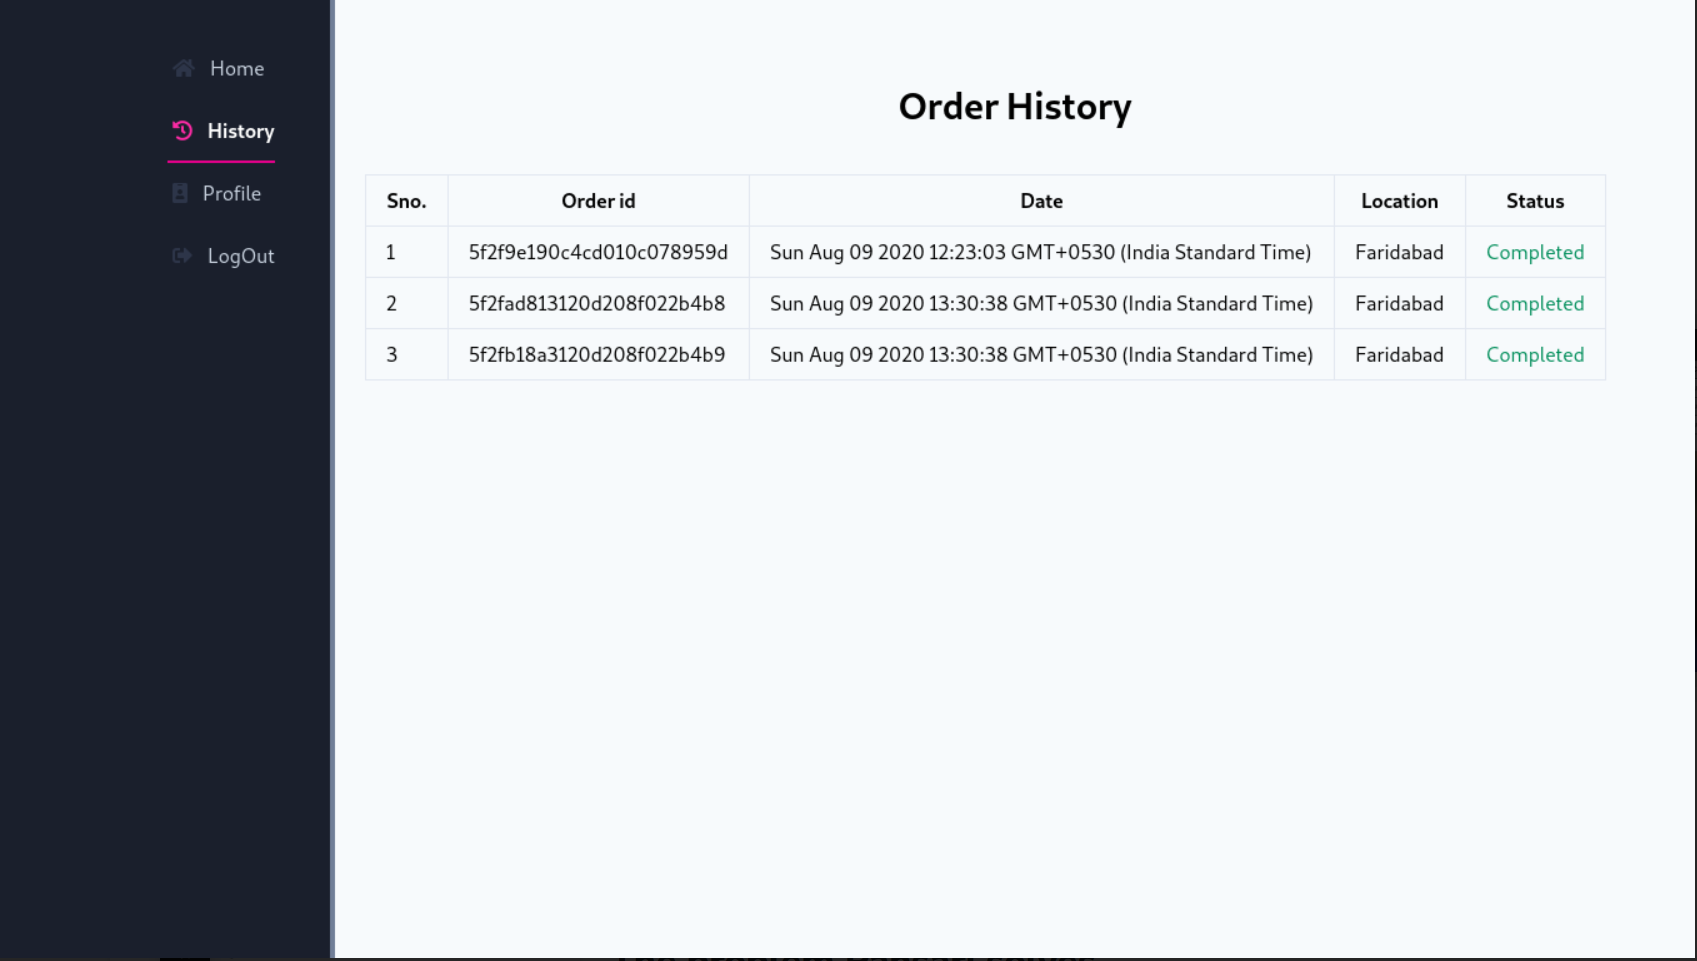 Home
History
Profile
LogOut
Order History
Sno. Order id Date Location Status
1 5f2f9e190c4cd010c078959d Sun Aug 09 2020 12:23:03 GMT+0530 (India Standard Time) Faridabad Completed
2 5f2fad813120d208f022b4b8 Sun Aug 09 2020 13:30:38 GMT+0530 (India Standard Time) Faridabad Completed
3 5f2fb18a3120d208f022b4b9 Sun Aug 09 2020 13:30:38 GMT+0530 (India Standard Time) Faridabad Completed